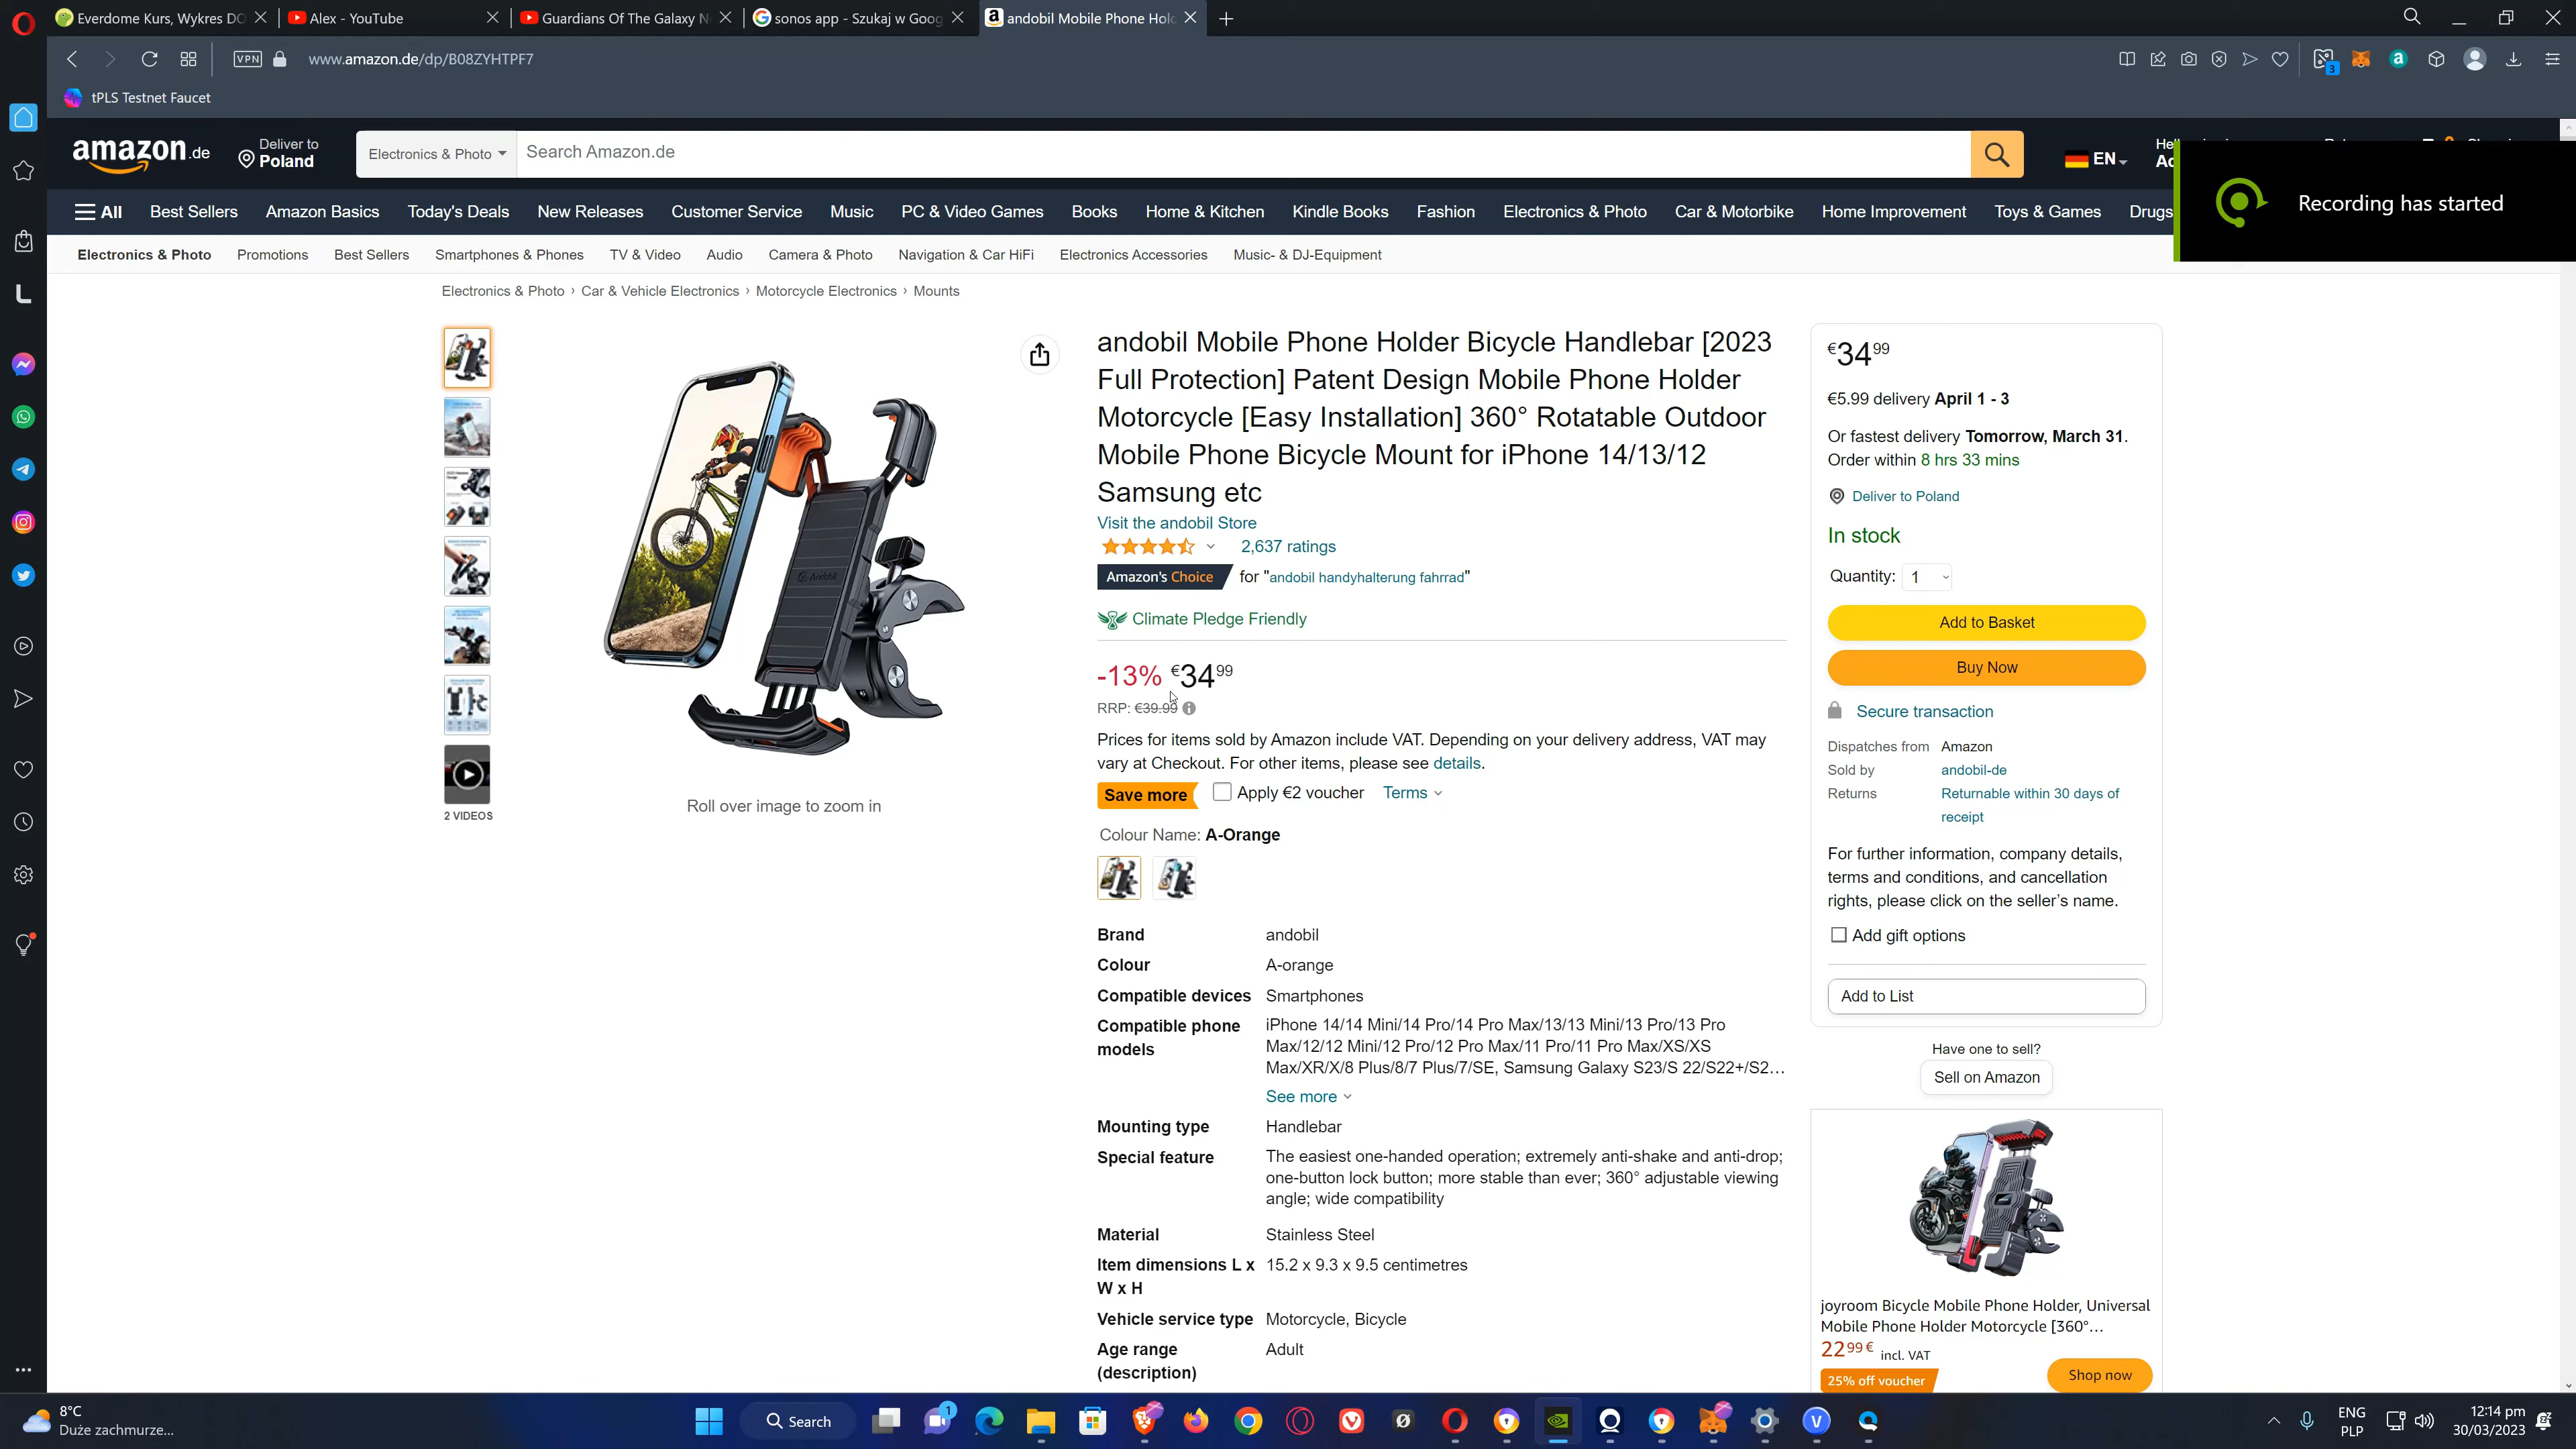 Everdome Kurs, Wykres DO
Alex - YouTube
Guardians Of The Galaxy N
sonos app - Szukaj w Goog
andobil Mobile Phone Hol
VPN
www.amazon.de/dp/B08ZYHTPF7
3
tPLS Testnet Faucet
amazon.de
Deliver to
Poland
Electronics & Photo
Search Amazon.de
EN
Recording has started
All
Best Sellers
Amazon Basics
Today's Deals
New Releases
Customer Service
Music
PC & Video Games
Books
Home & Kitchen
Kindle Books
Fashion
Electronics & Photo
Car & Motorbike
Home Improvement
Toys & Games
Drugs
Electronics & Photo
Promotions
Best Sellers
Smartphones & Phones
TV & Video
Audio
Camera & Photo
Navigation & Car HiFi
Electronics Accessories
Music- & DJ-Equipment
Electronics & Photo › Car & Vehicle Electronics › Motorcycle Electronics › Mounts
2 VIDEOS
Andobil
Roll over image to zoom in
andobil Mobile Phone Holder Bicycle Handlebar [2023
Full Protection] Patent Design Mobile Phone Holder
Motorcycle [Easy Installation] 360° Rotatable Outdoor
Mobile Phone Bicycle Mount for iPhone 14/13/12
Samsung etc
Visit the andobil Store
2,637 ratings
Amazon's Choice for "andobil handyhalterung fahrrad"
Climate Pledge Friendly
-13% €34 99
RRP: €39.99
Prices for items sold by Amazon include VAT. Depending on your delivery address, VAT may
vary at Checkout. For other items, please see details.
Save more Apply €2 voucher Terms
Colour Name: A-Orange
Brand andobil
Colour A-orange
Compatible devices Smartphones
Compatible phone models iPhone 14/14 Mini/14 Pro/14 Pro Max/13/13 Mini/13 Pro/13 Pro
Max/12/12 Mini/12 Pro/12 Pro Max/11 Pro/11 Pro Max/XS/XS
Max/XR/X/8 Plus/8/7 Plus/7/SE, Samsung Galaxy S23/S 22/S22+/S2...
See more
Mounting type Handlebar
Special feature The easiest one-handed operation; extremely anti-shake and anti-drop;
one-button lock button; more stable than ever; 360° adjustable viewing
angle; wide compatibility
Material Stainless Steel
Item dimensions L x W x H 15.2 x 9.3 x 9.5 centimetres
Vehicle service type Motorcycle, Bicycle
Age range (description) Adult
€34 99
€5.99 delivery April 1 - 3
Or fastest delivery Tomorrow, March 31.
Order within 8 hrs 33 mins
Deliver to Poland
In stock
Quantity: 1
Add to Basket
Buy Now
Secure transaction
Dispatches from Amazon
Sold by andobil-de
Returns Returnable within 30 days of
receipt
For further information, company details,
terms and conditions, and cancellation
rights, please click on the seller's name.
Add gift options
Add to List
Have one to sell?
Sell on Amazon
joyroom Bicycle Mobile Phone Holder, Universal
Mobile Phone Holder Motorcycle [360°...
22 99 € incl. VAT
25% off voucher
Shop now
8°C
Duże zachmurze...
Search
1
ENG
PLP
12:14 pm
30/03/2023